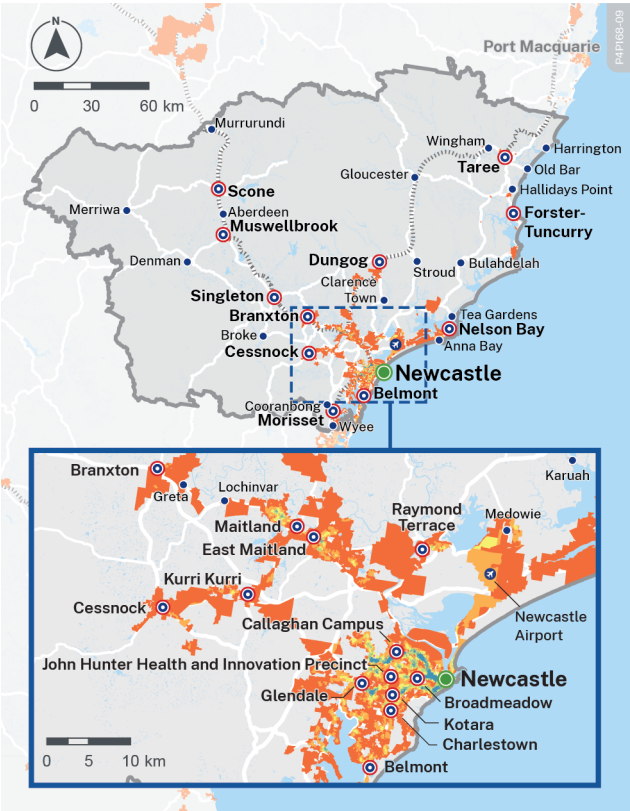 P4P168-09
N
Port Macquarie
0 30 60 km
Murrurundi
Wingham
Harrington
Taree
Gloucester
Old Bar
Scone
Hallidays Point
Merriwa
Aberdeen
Forster-
Tuncurry
Muswellbrook
Denman
Dungog
Bulahdelah
Stroud
Clarence
Town
Singleton
Branxton
Tea Gardens
Nelson Bay
Broke
Anna Bay
Cessnock
Newcastle
Belmont
Cooranbong
Morisset
Wyee
Branxton
Karuah
Greta
Lochinvar
Raymond
Terrace
Medowie
Maitland
East Maitland
Kurri Kurri
Cessnock
Newcastle
Airport
Callaghan Campus
John Hunter Health and Innovation Precinct
Newcastle
Glendale
Broadmeadow
Kotara
Charlestown
0 5 10 km
Belmont